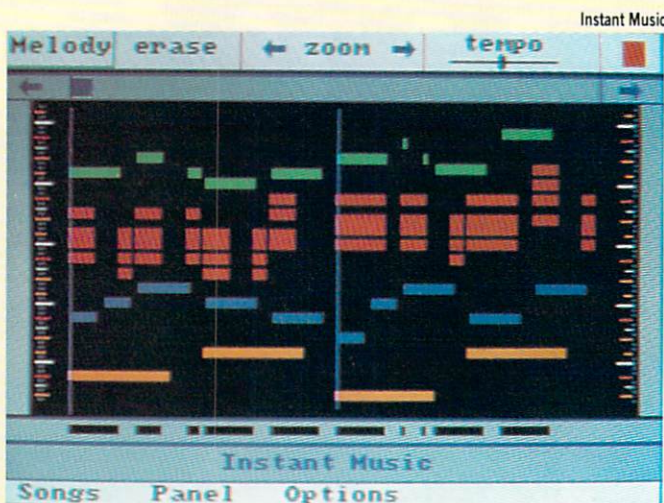 Instant Music
Melody erase ← zoom → tempo
Instant Music
Songs Panel Options